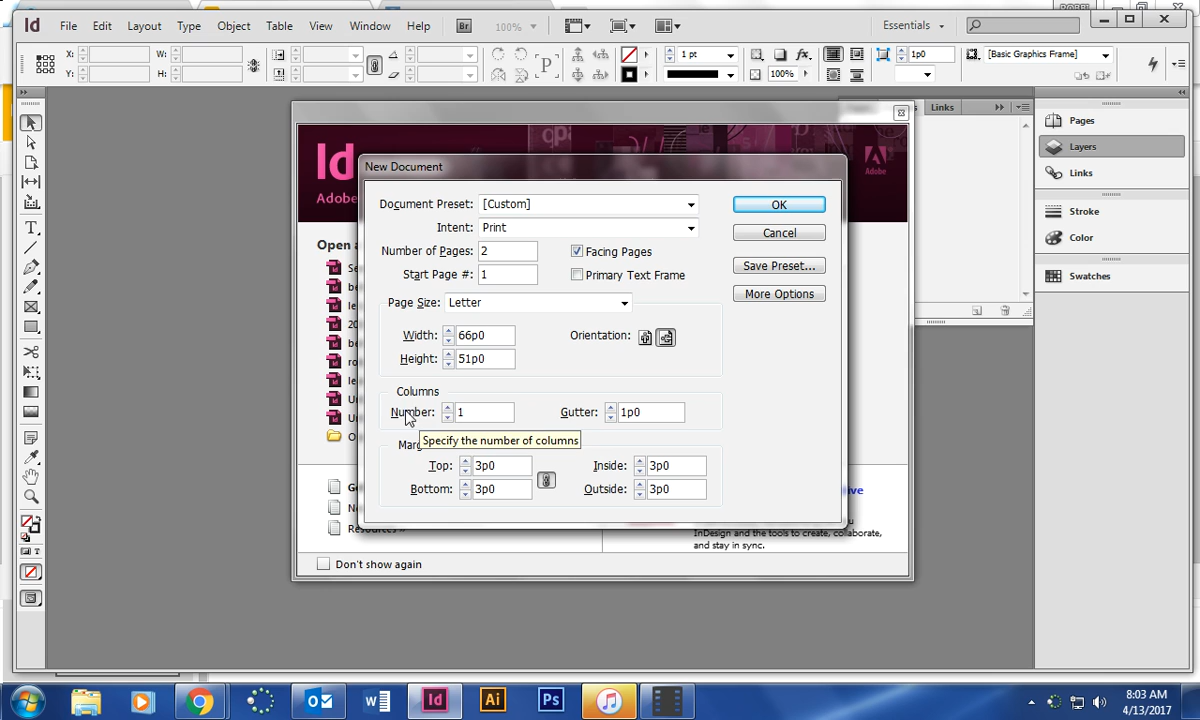 Id File Edit Layout Type Object Table View Window Help Br 100% Essentials
X: W: 1 pt fx 1p0 [Basic Graphics Frame]
Y: H: P 100%
Links
Pages
Layers
Links
Stroke
Color
Swatches
Id
Adobe
New Document
Document Preset: [Custom] OK
Intent: Print Cancel
Number of Pages: 2 Facing Pages
Start Page #: 1 Primary Text Frame
Save Preset...
More Options
Page Size: Letter
Width: 66p0 Orientation:
Height: 51p0
Columns
Number: 1 Gutter: 1p0
Specify the number of columns
Top: 3p0 Inside: 3p0
Bottom: 3p0 Outside: 3p0
InDesign and the tools to create, collaborate,
and stay in sync.
Don't show again
Id Ai Ps
8:03 AM
4/13/2017